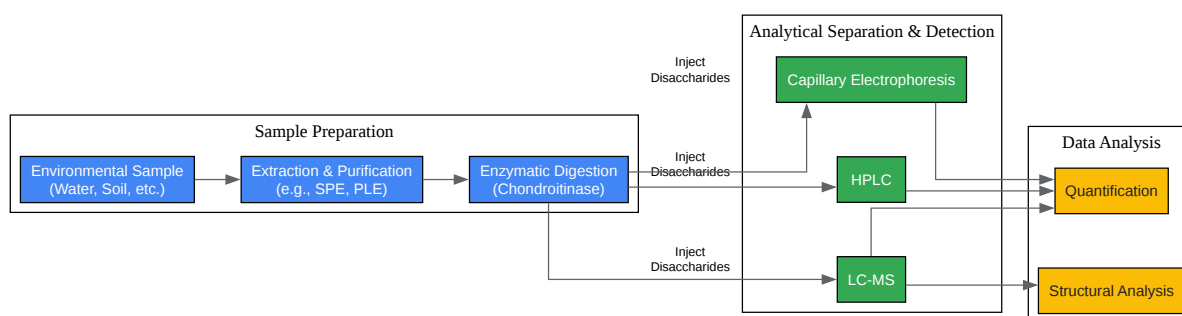 Sample Preparation
Environmental Sample
(Water, Soil, etc.)
Extraction & Purification
(e.g., SPE, PLE)
Enzymatic Digestion
(Chondroitinase)
Inject
Disaccharides
Inject
Disaccharides
Inject
Disaccharides
Analytical Separation & Detection
Capillary Electrophoresis
HPLC
LC-MS
Data Analysis
Quantification
Structural Analysis